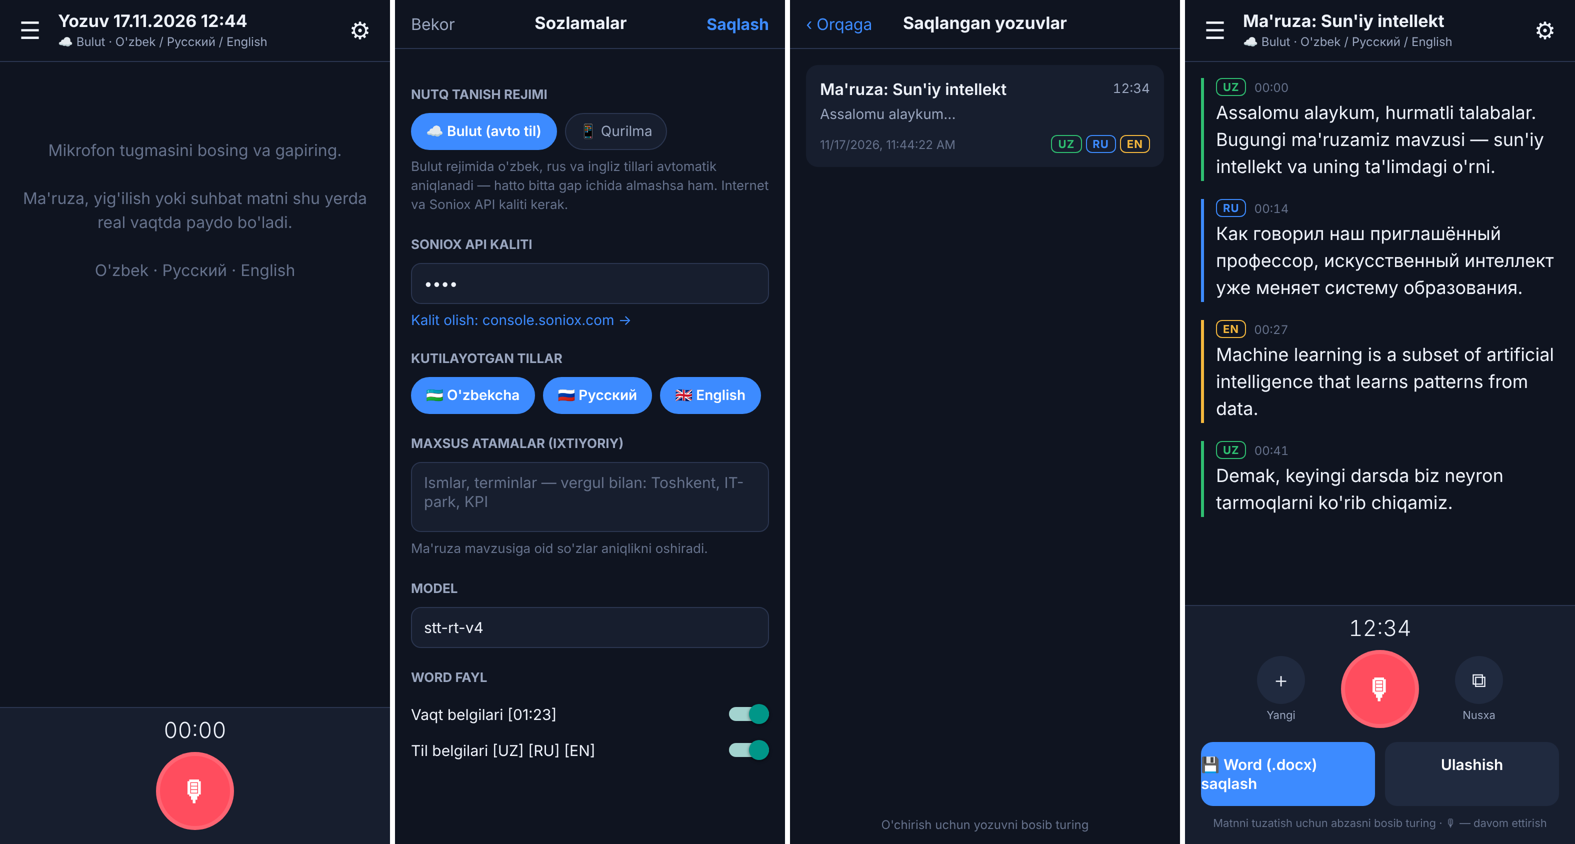 Yozuv 17.11.2026 12:44
☁️ Bulut · O'zbek / Русский / English
Mikrofon tugmasini bosing va gapiring.
Ma'ruza, yig'ilish yoki suhbat matni shu yerda
real vaqtda paydo bo'ladi.
O'zbek · Русский · English
00:00
Bekor
Sozlamalar
Saqlash
NUTQ TANISH REJIMI
☁️ Bulut (avto til)
📱 Qurilma
Bulut rejimida o'zbek, rus va ingliz tillari avtomatik
aniqlanadi — hatto bitta gap ichida almashsa ham. Internet
va Soniox API kaliti kerak.
SONIOX API KALITI
••••
Kalit olish: console.soniox.com →
KUTILAYOTGAN TILLAR
🇺🇿 O'zbekcha
🇷🇺 Русский
🇬🇧 English
MAXSUS ATAMALAR (IXTIYORIY)
Ismlar, terminlar — vergul bilan: Toshkent, IT-
park, KPI
Ma'ruza mavzusiga oid so'zlar aniqlikni oshiradi.
MODEL
stt-rt-v4
WORD FAYL
Vaqt belgilari [01:23]
Til belgilari [UZ] [RU] [EN]
‹ Orqaga
Saqlangan yozuvlar
Ma'ruza: Sun'iy intellekt
12:34
Assalomu alaykum...
11/17/2026, 11:44:22 AM
UZ RU EN
O'chirish uchun yozuvni bosib turing
Ma'ruza: Sun'iy intellekt
☁️ Bulut · O'zbek / Русский / English
UZ 00:00
Assalomu alaykum, hurmatli talabalar.
Bugungi ma'ruzamiz mavzusi — sun'iy
intellekt va uning ta'limdagi o'rni.
RU 00:14
Как говорил наш приглашённый
профессор, искусственный интеллект
уже меняет систему образования.
EN 00:27
Machine learning is a subset of artificial
intelligence that learns patterns from
data.
UZ 00:41
Demak, keyingi darsda biz neyron
tarmoqlarni ko'rib chiqamiz.
12:34
+
Yangi
Nusxa
💾 Word (.docx)
saqlash
Ulashish
Matnni tuzatish uchun abzasni bosib turing · 🎙 — davom ettirish